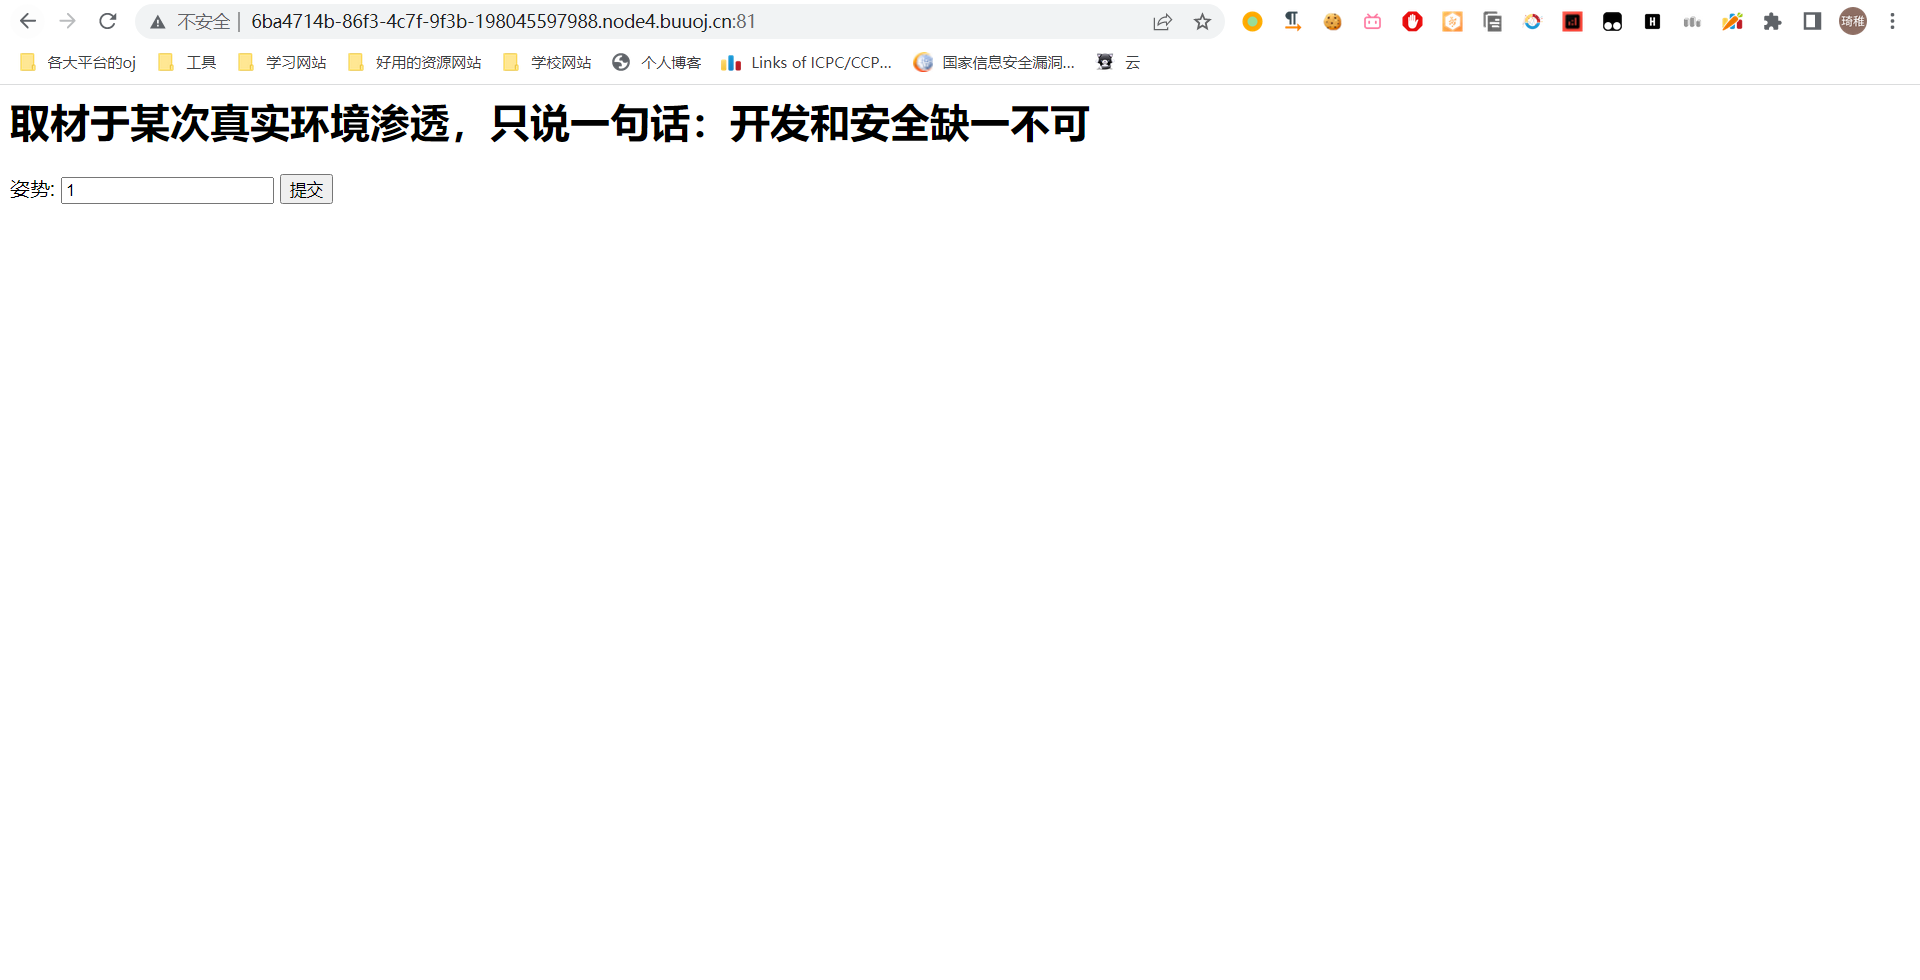 不安全 | 6ba4714b-86f3-4c7f-9f3b-198045597988.node4.buuoj.cn:81
琦稚
各大平台的oj 工具 学习网站 好用的资源网站 学校网站 个人博客 Links of ICPC/CCP... 国家信息安全漏洞... 云
取材于某次真实环境渗透，只说一句话：开发和安全缺一不可
姿势: 1 提交